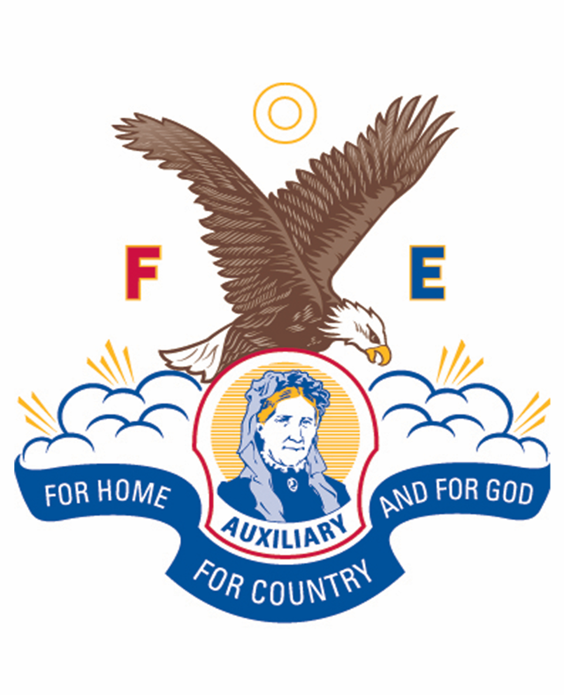 F O E
AUXILIARY
FOR HOME
FOR COUNTRY
AND FOR GOD